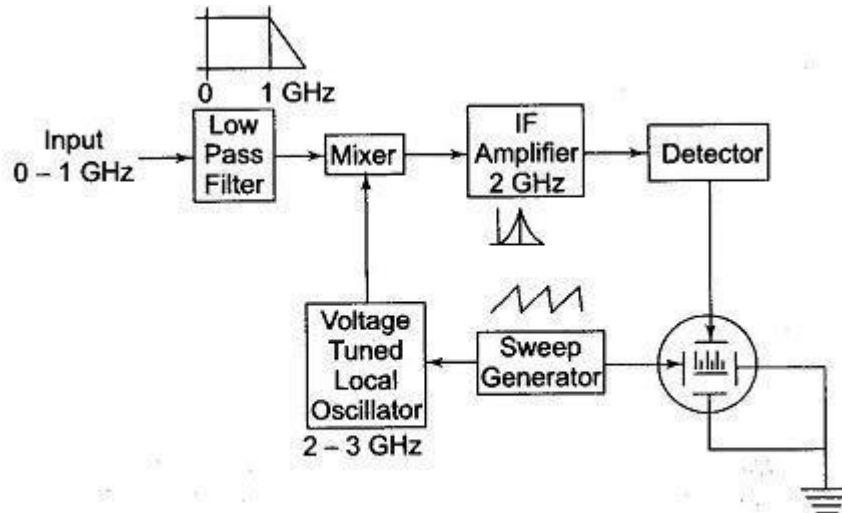 0 1 GHz
Input
0 – 1 GHz
Low
Pass
Filter
Mixer
IF
Amplifier
2 GHz
Detector
Voltage
Tuned
Local
Oscillator
2 – 3 GHz
Sweep
Generator